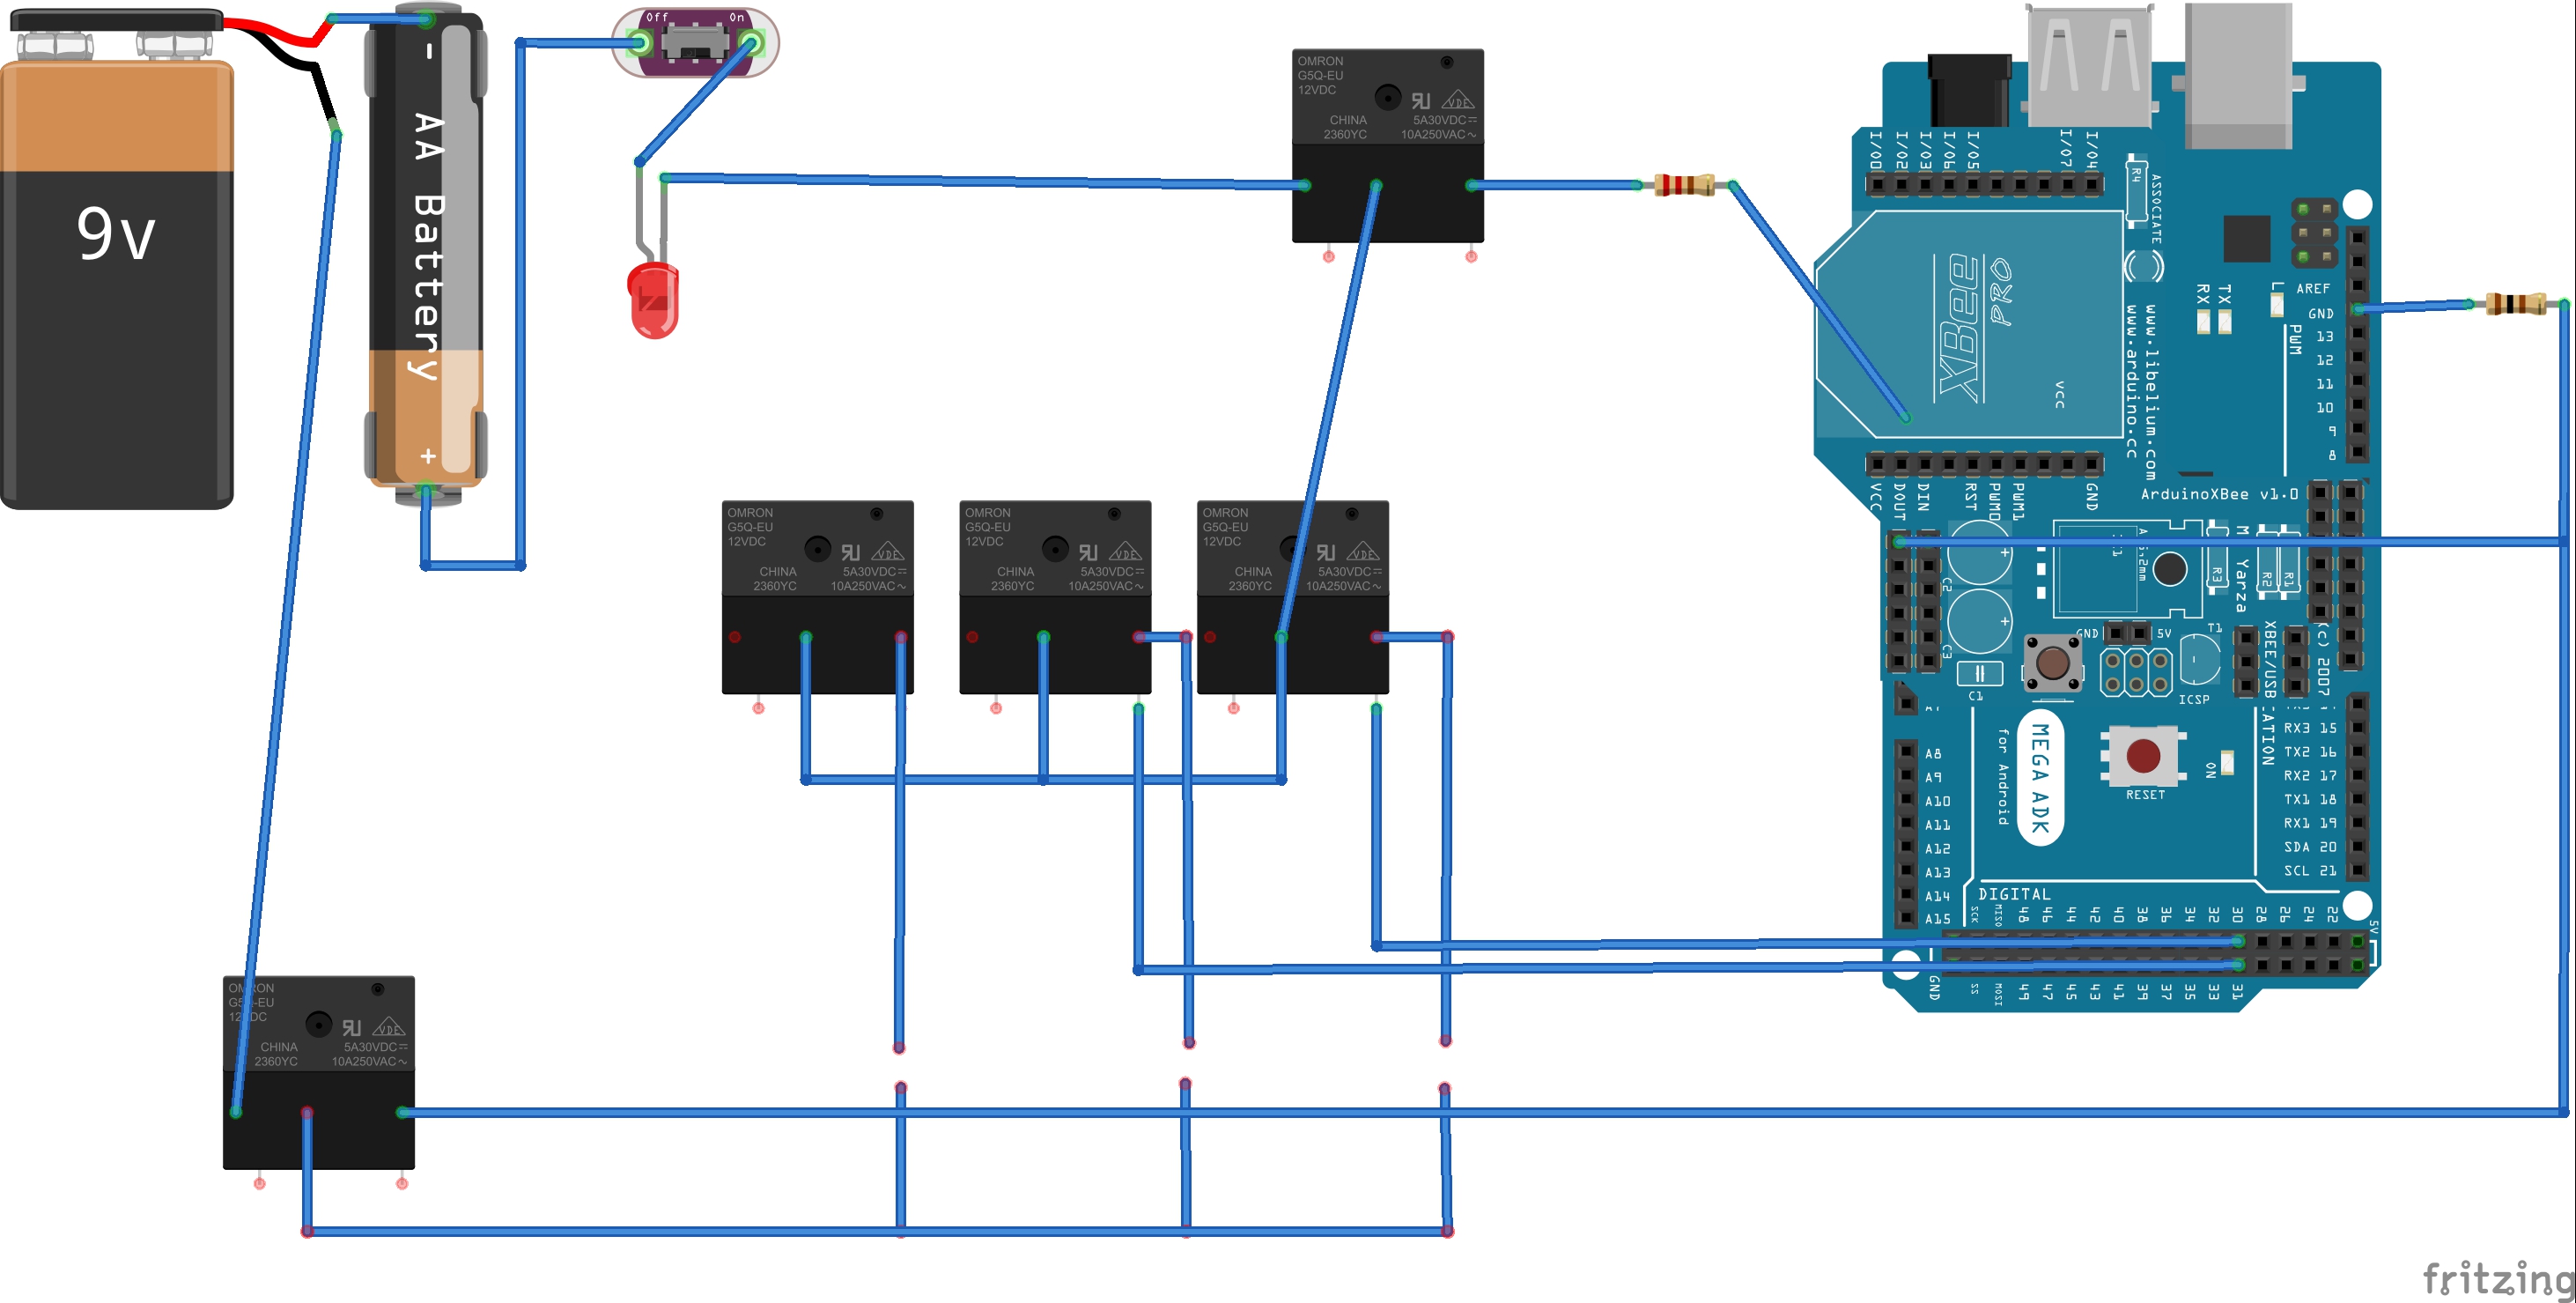 9v
- AA Battery +
Off On
OMRON
G5Q-EU
12VDC
CHINA 5A30VDC
2360YC 10A250VAC~
OMRON
G5Q-EU
12VDC
CHINA 5A30VDC
2360YC 10A250VAC~
OMRON
G5Q-EU
12VDC
CHINA 5A30VDC
2360YC 10A250VAC~
OMRON
G5Q-EU
12VDC
CHINA 5A30VDC
2360YC 10A250VAC~
OMRON
G5Q-EU
12VDC
CHINA 5A30VDC
2360YC 10A250VAC~
I/00 I/02 I/03 I/06 I/05 I/07 I/04
R4
ASSOCIATE
XBee
PRO
VCC
www.libelium.com
www.arduino.cc
RX TX L
AREF
GND
13
12
11
10
9
8
PWM
VCC DOUT DIN RST PWM0 PWM1 GND
ArduinoXBee v1.0
C2
C3
C1
R3
R2
R1
M Yarza
(c) 2007
GND 5V
T1
ICSP
XBEE/USB
MEGA ADK
for Android
RESET
ON
RX3 15
TX2 16
RX2 17
TX1 18
RX1 19
SDA 20
SCL 21
A8
A9
A10
A11
A12
A13
A14
A15
DIGITAL
5V
SCK MISO 48 46 44 42 40 38 36 34 32 30 28 26 24 22
GND SS MOSI 49 47 45 43 41 39 37 35 33 31
fritzing